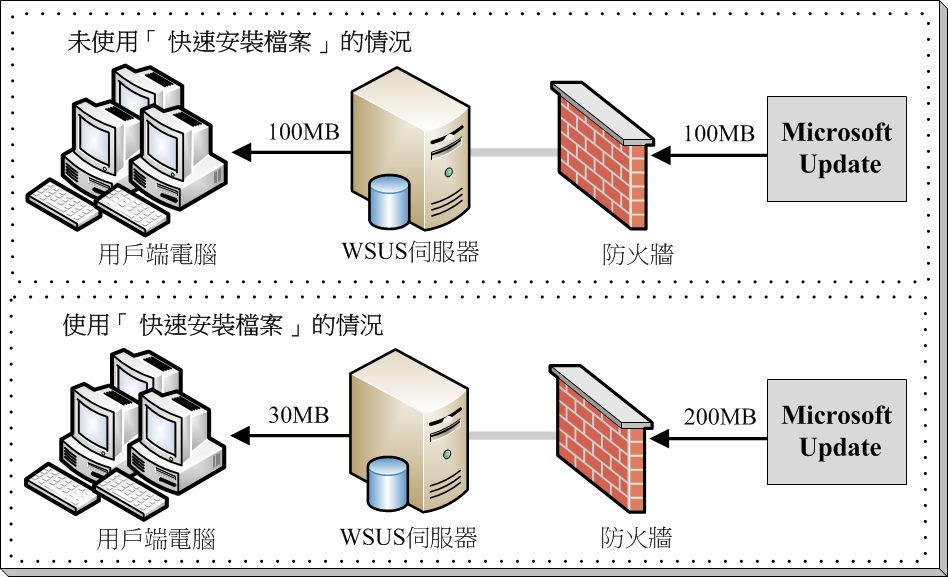 未使用「 快速安裝檔案 」的情況
100MB
100MB
Microsoft
Update
用戶端電腦
WSUS伺服器
防火牆
使用「 快速安裝檔案 」的情況
30MB
200MB
Microsoft
Update
用戶端電腦
WSUS伺服器
防火牆